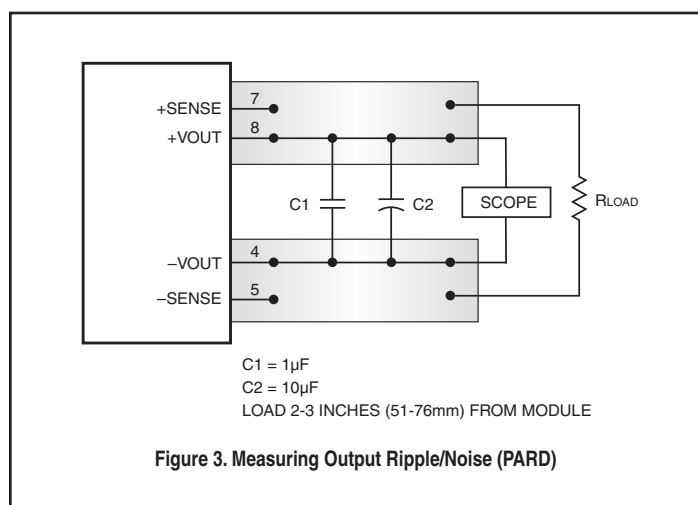 +SENSE
7
+VOUT
8
C1
C2
SCOPE
RLOAD
–VOUT
4
–SENSE
5
C1 = 1µF
C2 = 10µF
LOAD 2-3 INCHES (51-76mm) FROM MODULE
Figure 3. Measuring Output Ripple/Noise (PARD)